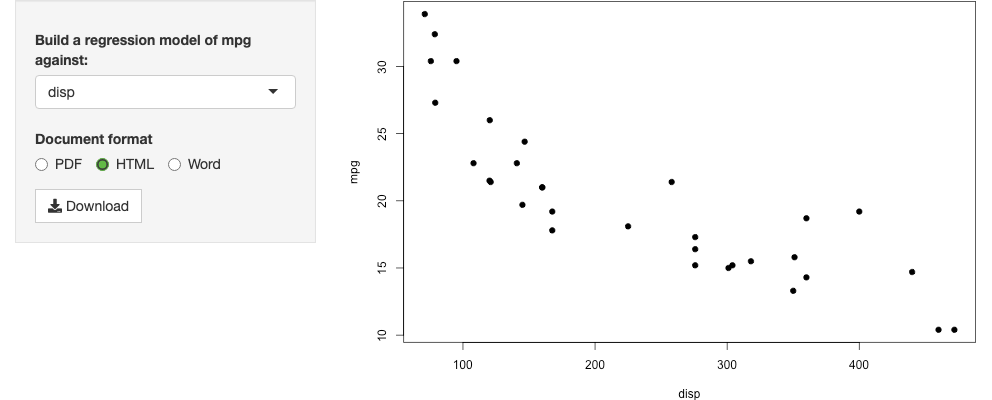 Build a regression model of mpg
against:
disp
Document format
PDF HTML Word
Download
mpg
30
25
20
15
10
100 200 300 400
disp